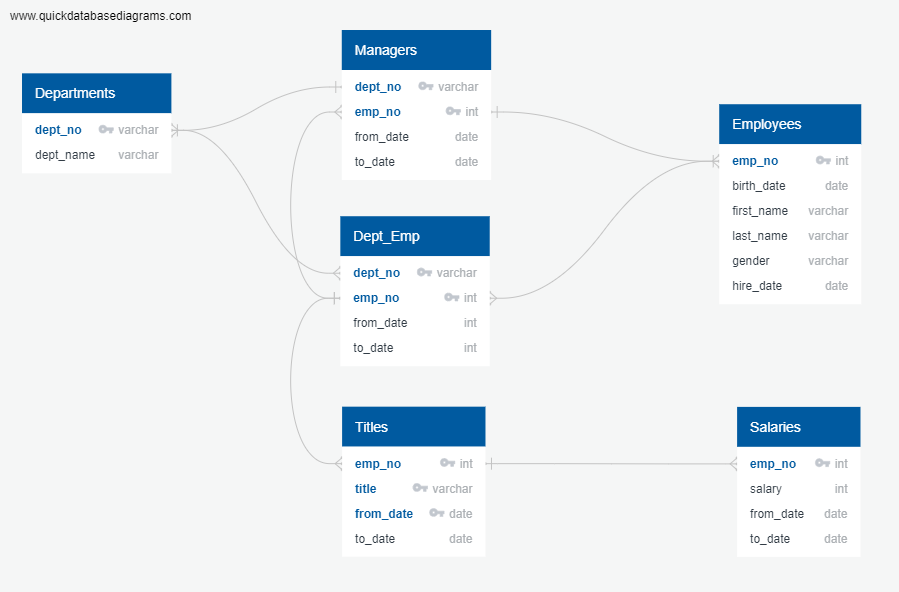 www.quickdatabasediagrams.com
Departments
dept_no varchar
dept_name varchar
Managers
dept_no varchar
emp_no int
from_date date
to_date date
Employees
emp_no int
birth_date date
first_name varchar
last_name varchar
gender varchar
hire_date date
Dept_Emp
dept_no varchar
emp_no int
from_date int
to_date int
Titles
emp_no int
title varchar
from_date date
to_date date
Salaries
emp_no int
salary int
from_date date
to_date date